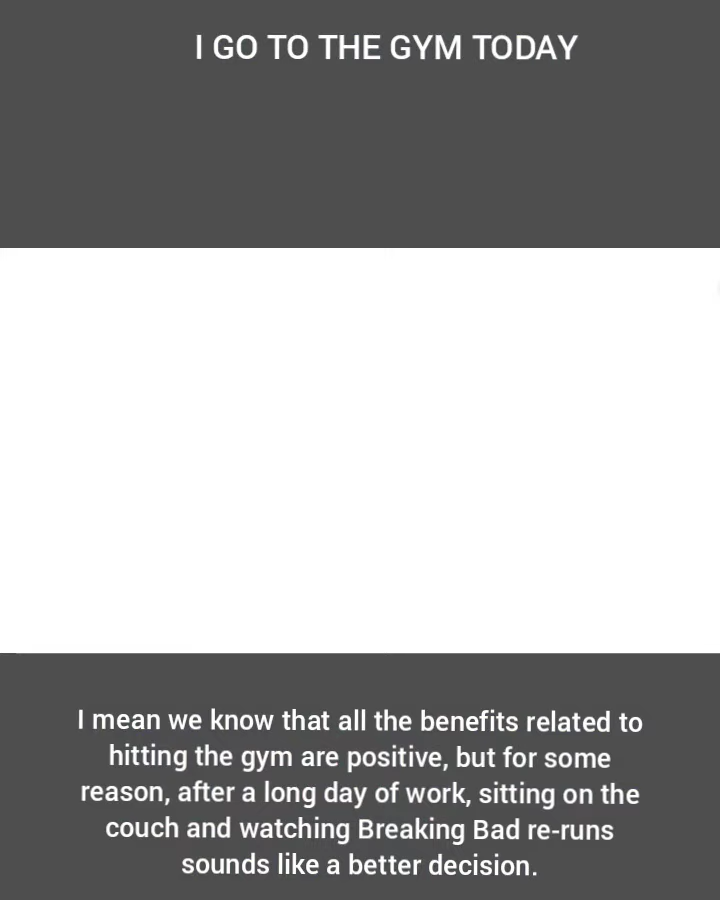 I GO TO THE GYM TODAY
I mean we know that all the benefits related to
hitting the gym are positive, but for some
reason, after a long day of work, sitting on the
couch and watching Breaking Bad re-runs
sounds like a better decision.